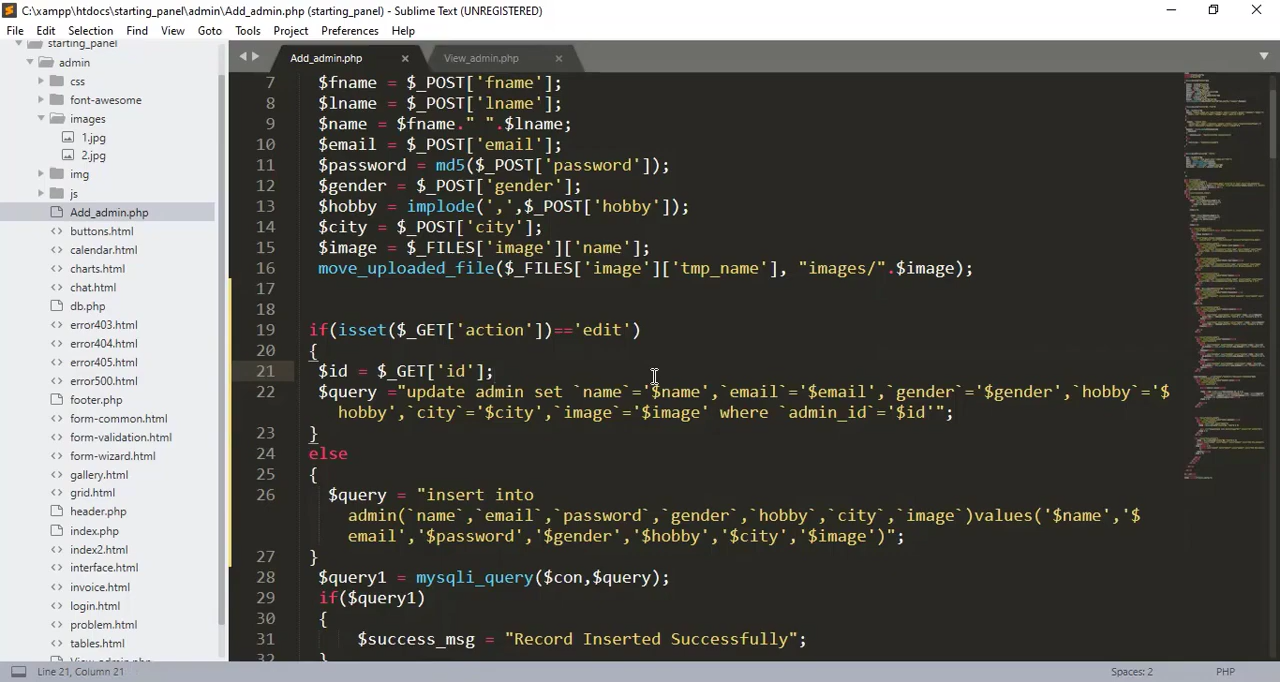 C:\xampp\htdocs\starting_panel\admin\Add_admin.php (starting_panel) - Sublime Text (UNREGISTERED)
File Edit Selection Find View Goto Tools Project Preferences Help
starting_panel
admin
css
font-awesome
images
1.jpg
2.jpg
img
js
Add_admin.php
buttons.html
calendar.html
charts.html
chat.html
db.php
error403.html
error404.html
error405.html
error500.html
footer.php
form-common.html
form-validation.html
form-wizard.html
gallery.html
grid.html
header.php
index.php
index2.html
interface.html
invoice.html
login.html
problem.html
tables.html
View_admin.php
Add_admin.php View_admin.php
7 $fname = $_POST['fname'];
8 $lname = $_POST['lname'];
9 $name = $fname." ".$lname;
10 $email = $_POST['email'];
11 $password = md5($_POST['password']);
12 $gender = $_POST['gender'];
13 $hobby = implode(',',$_POST['hobby']);
14 $city = $_POST['city'];
15 $image = $_FILES['image']['name'];
16 move_uploaded_file($_FILES['image']['tmp_name'], "images/".$image);
17
18
19 if(isset($_GET['action'])=='edit')
20 {
21 $id = $_GET['id'];
22 $query ="update admin set `name`='$name',`email`='$email',`gender`='$gender',`hobby`='$
hobby',`city`='$city',`image`='$image' where `admin_id`='$id'";
23 }
24 else
25 {
26 $query = "insert into
admin(`name`,`email`,`password`,`gender`,`hobby`,`city`,`image`)values('$name','$
email','$password','$gender','$hobby','$city','$image')";
27 }
28 $query1 = mysqli_query($con,$query);
29 if($query1)
30 {
31 $success_msg = "Record Inserted Successfully";
32 }
Line 21, Column 21 Spaces: 2 PHP